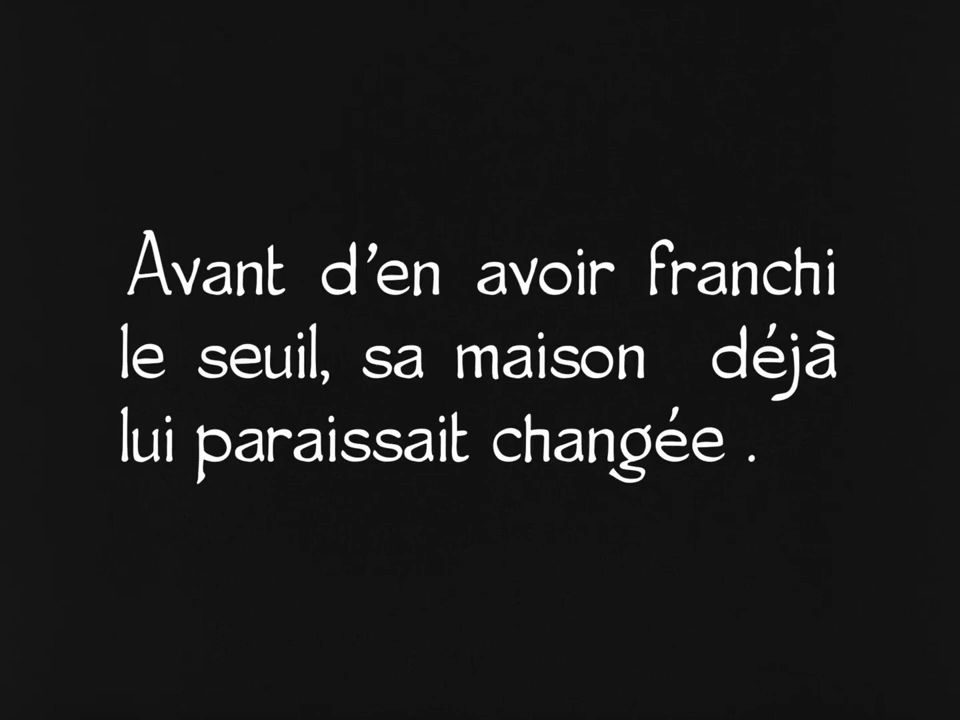 Avant d'en avoir franchi
le seuil, sa maison déjà
lui paraissait changée .